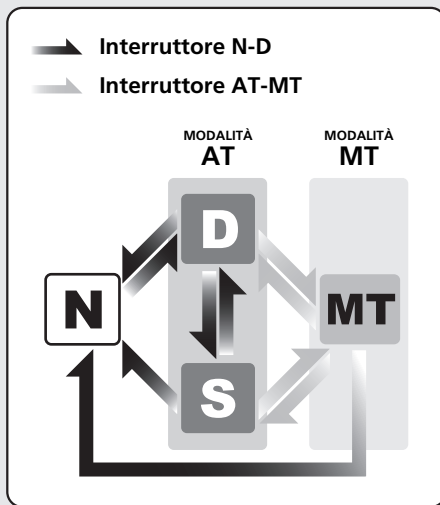 Interruttore N-D
Interruttore AT-MT
MODALITÀ
AT
MODALITÀ
MT
D
N
MT
S